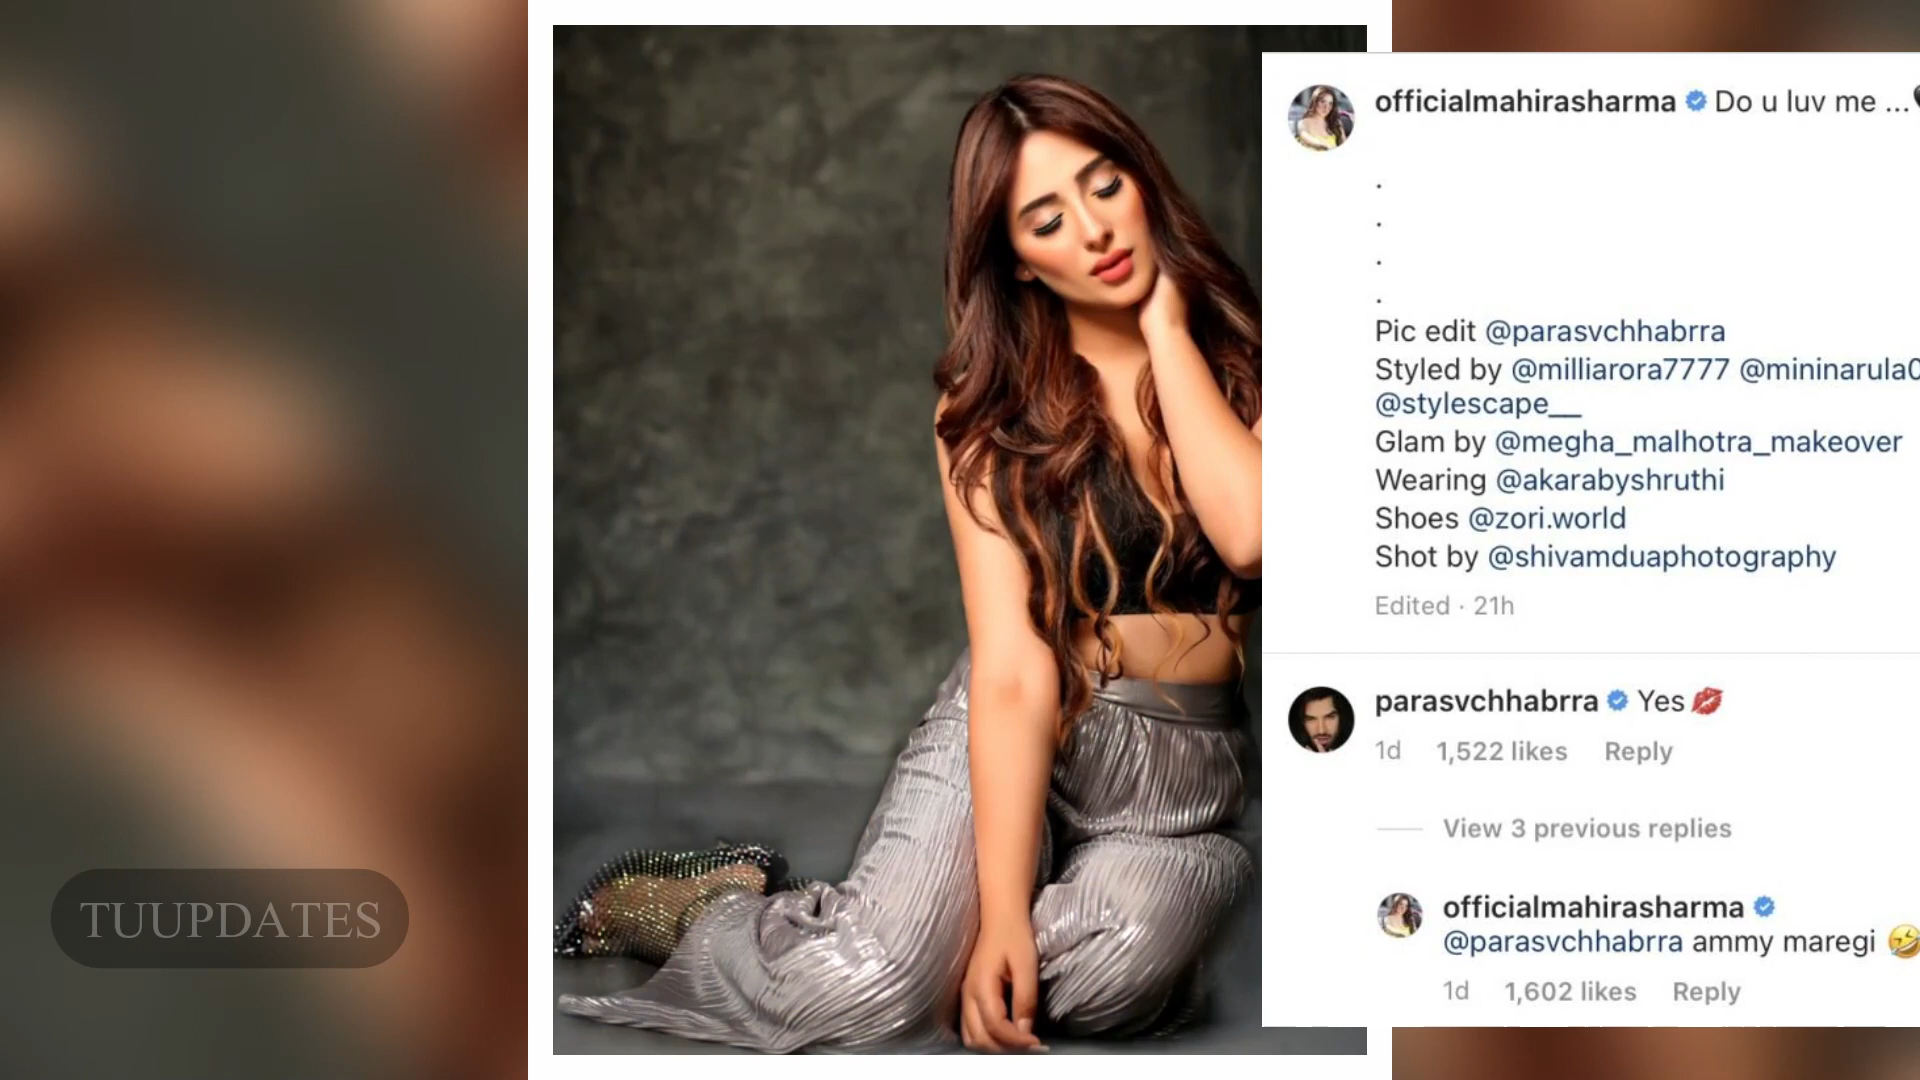 officialmahirasharma Do u luv me ...
.
.
.
.
Pic edit @parasvchhabrra
Styled by @milliarora7777 @mininarula0
@stylescape__
Glam by @megha_malhotra_makeover
Wearing @akarabyshruthi
Shoes @zori.world
Shot by @shivamduaphotography
Edited · 21h
parasvchhabrra Yes 💋
1d 1,522 likes Reply
View 3 previous replies
officialmahirasharma
@parasvchhabrra ammy maregi 🤣
1d 1,602 likes Reply
TUUPDATES